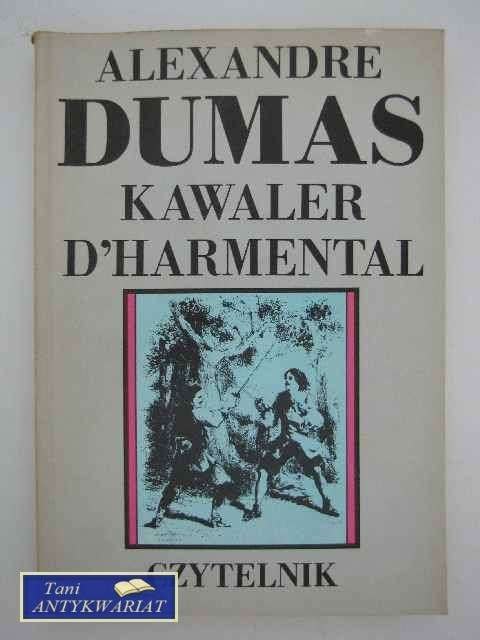 ALEXANDRE
DUMAS
KAWALER
D'HARMENTAL
CZYTELNIK
Tani
ANTYKWARIAT